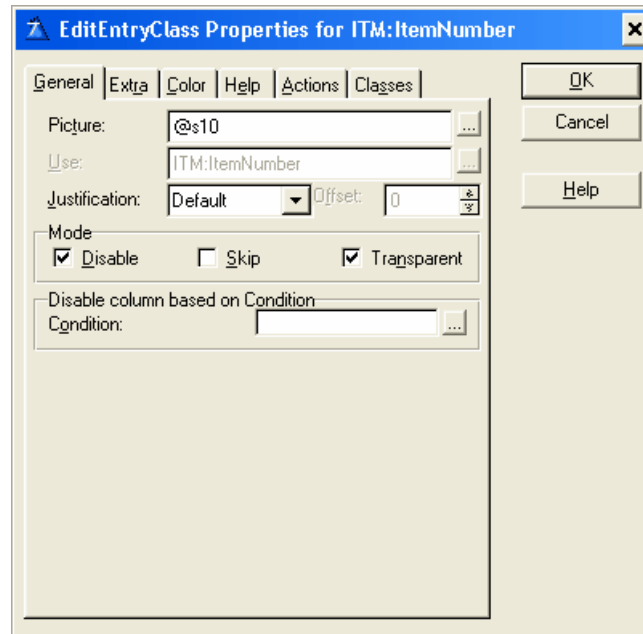 EditEntryClass Properties for ITM:ItemNumber
General Extra Color Help Actions Classes
OK
Picture: @s10 ...
Cancel
Use: ITM:ItemNumber ...
Justification: Default Offset: 0
Help
Mode
Disable Skip Transparent
Disable column based on Condition
Condition: ...